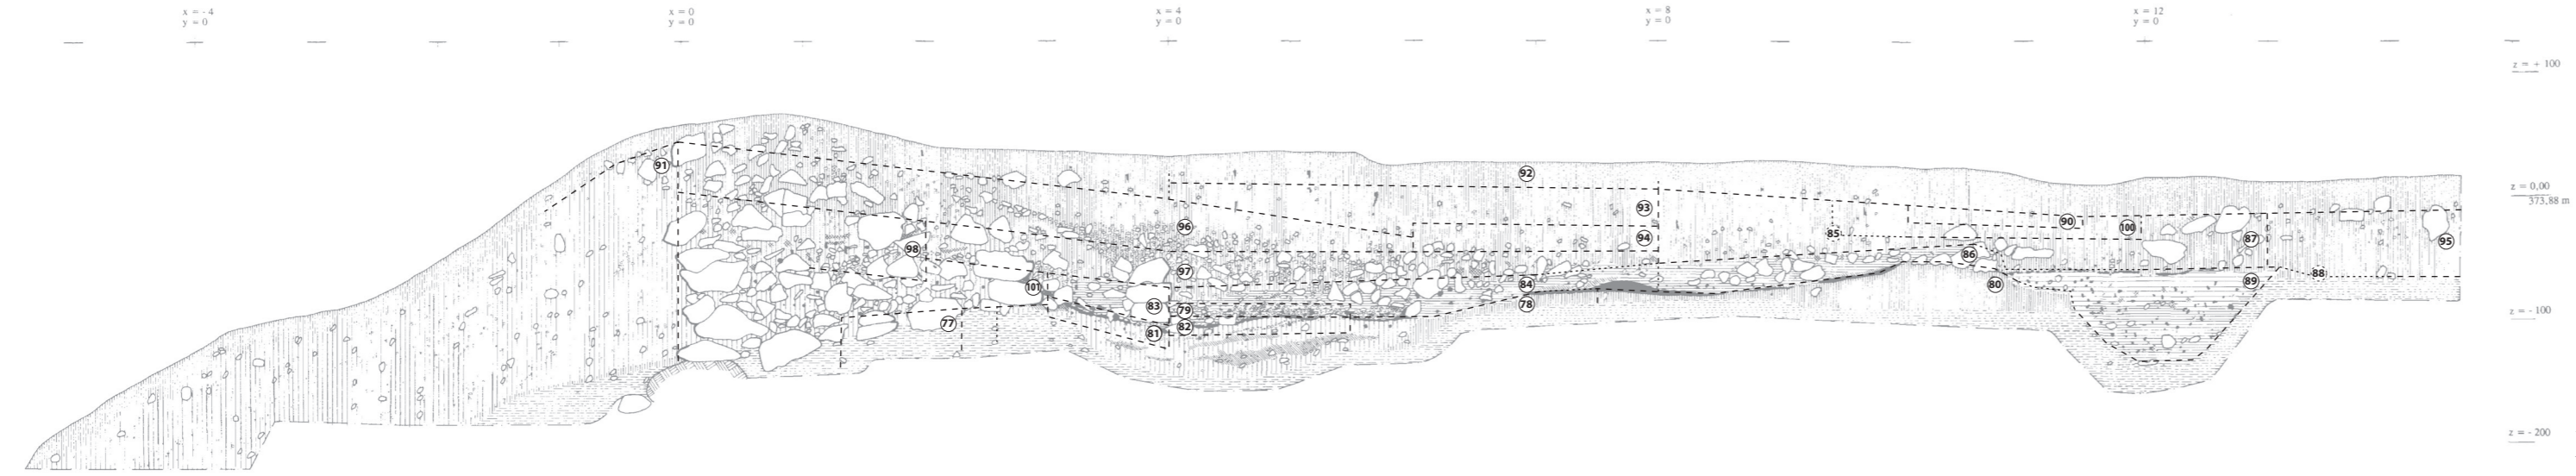 x = - 4
y = 0
x = 0
y = 0
x = 4
y = 0
x = 8
y = 0
x = 12
y = 0
z = + 100
91
92
z = 0,00
373,88 m
93
90
96
100
85
94
87
95
98
86
97
88
101
84
80
89
83
79
78
z = - 100
77
82
81
z = - 200